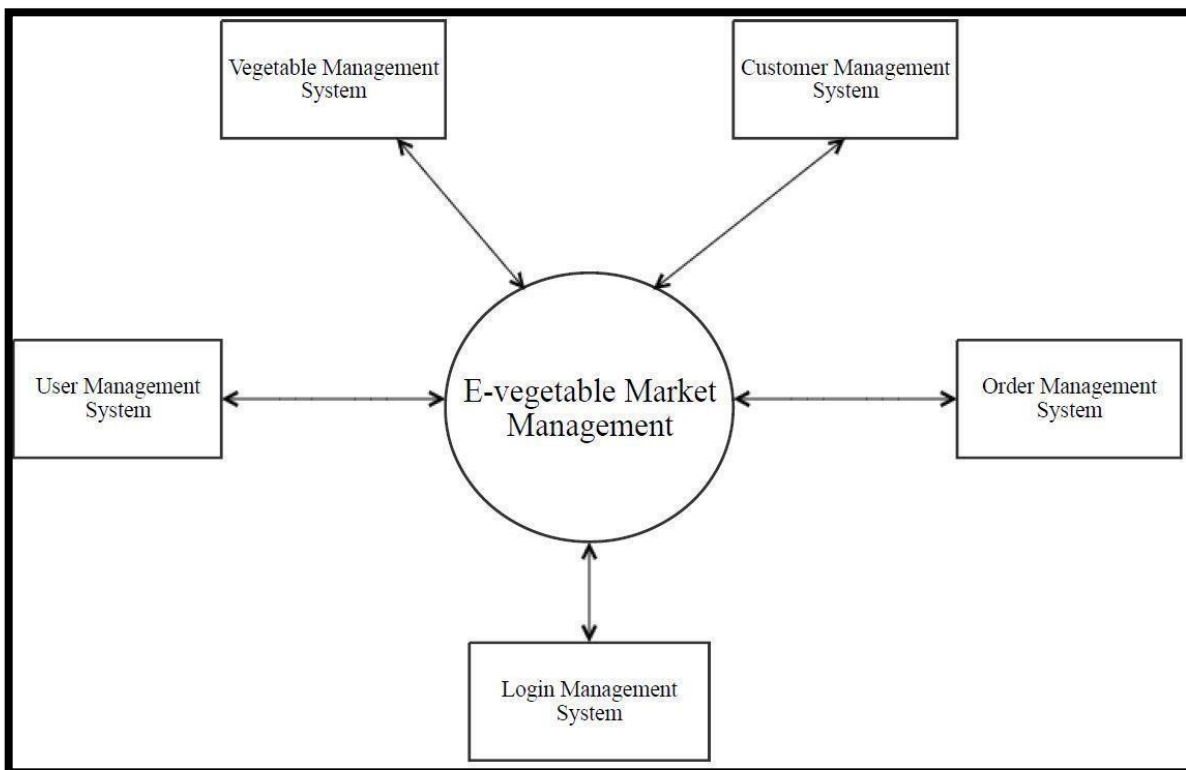 Vegetable Management
System
Customer Management
System
User Management
System
E-vegetable Market
Management
Order Management
System
Login Management
System